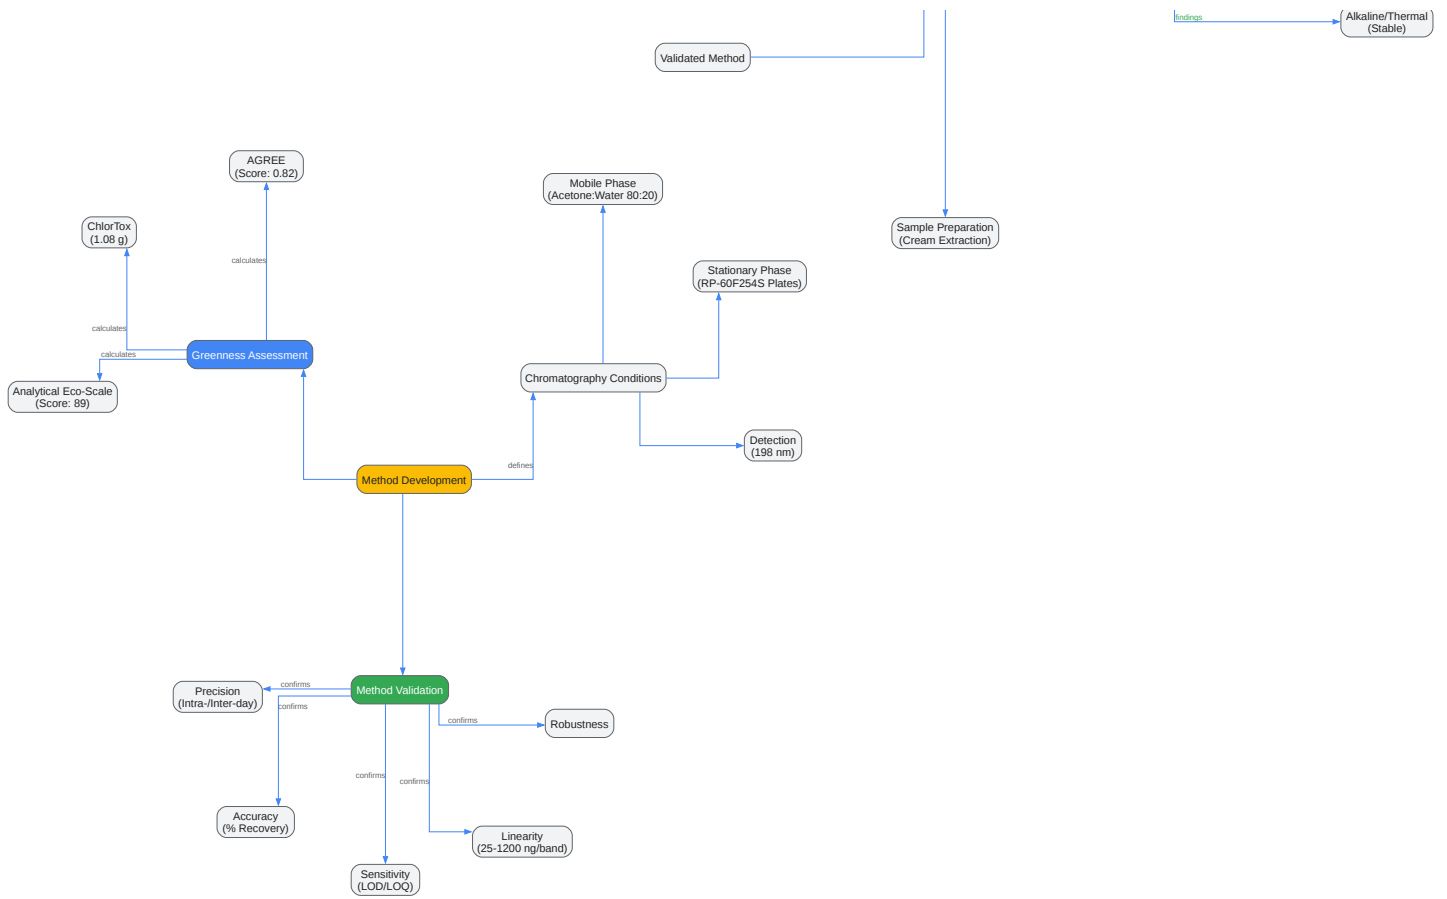 findings
Alkaline/Thermal
(Stable)
Validated Method
AGREE
(Score: 0.82)
Mobile Phase
(Acetone:Water 80:20)
ChlorTox
(1.08 g)
Sample Preparation
(Cream Extraction)
calculates
Stationary Phase
(RP-60F254S Plates)
calculates
calculates
Greenness Assessment
Analytical Eco-Scale
(Score: 89)
Chromatography Conditions
Detection
(198 nm)
defines
Method Development
Precision
(Intra-/Inter-day)
confirms
Method Validation
confirms
confirms
Robustness
confirms
confirms
Accuracy
(% Recovery)
Linearity
(25-1200 ng/band)
Sensitivity
(LOD/LOQ)